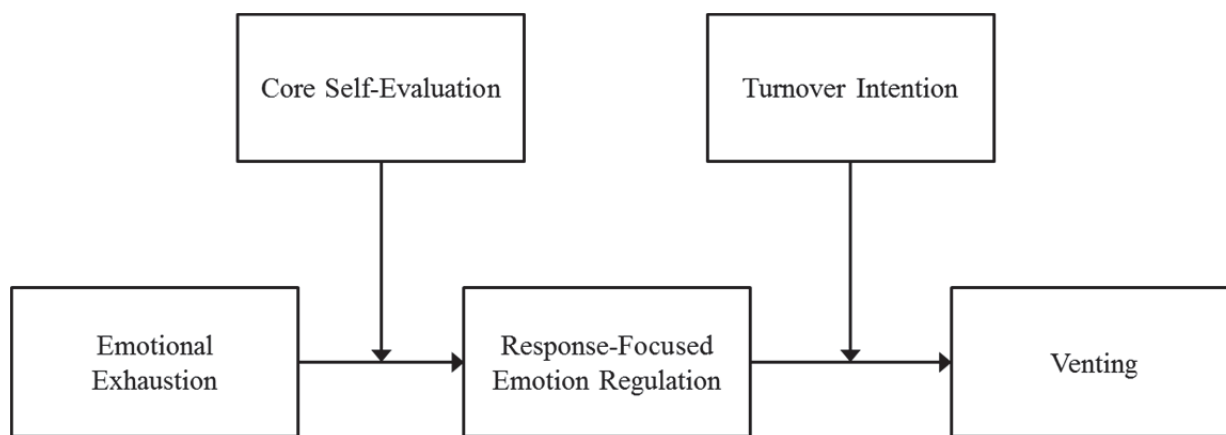 Core Self-Evaluation
Turnover Intention
Emotional
Exhaustion
Response-Focused
Emotion Regulation
Venting